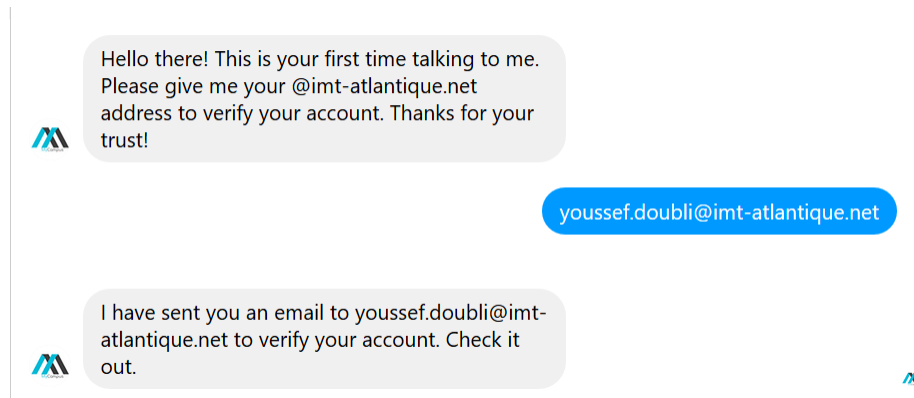 Hello there! This is your first time talking to me.
Please give me your @imt-atlantique.net
address to verify your account. Thanks for your
trust!
youssef.doubli@imt-atlantique.net
I have sent you an email to youssef.doubli@imt-
atlantique.net to verify your account. Check it
out.